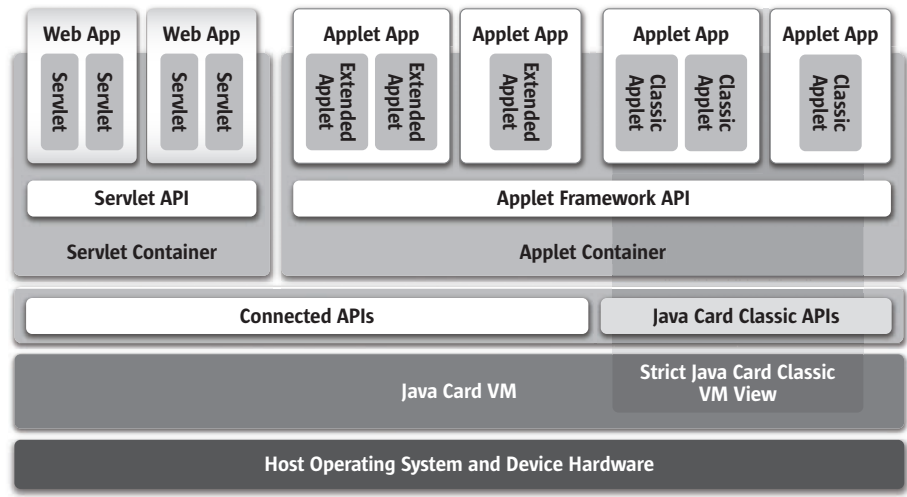 Web App
Web App
Applet App
Applet App
Applet App
Applet App
Servlet
Servlet
Servlet
Servlet
Extended
Applet
Extended
Applet
Extended
Applet
Classic
Applet
Classic
Applet
Classic
Applet
Servlet API
Applet Framework API
Servlet Container
Applet Container
Connected APIs
Java Card Classic APIs
Java Card VM
Strict Java Card Classic
VM View
Host Operating System and Device Hardware